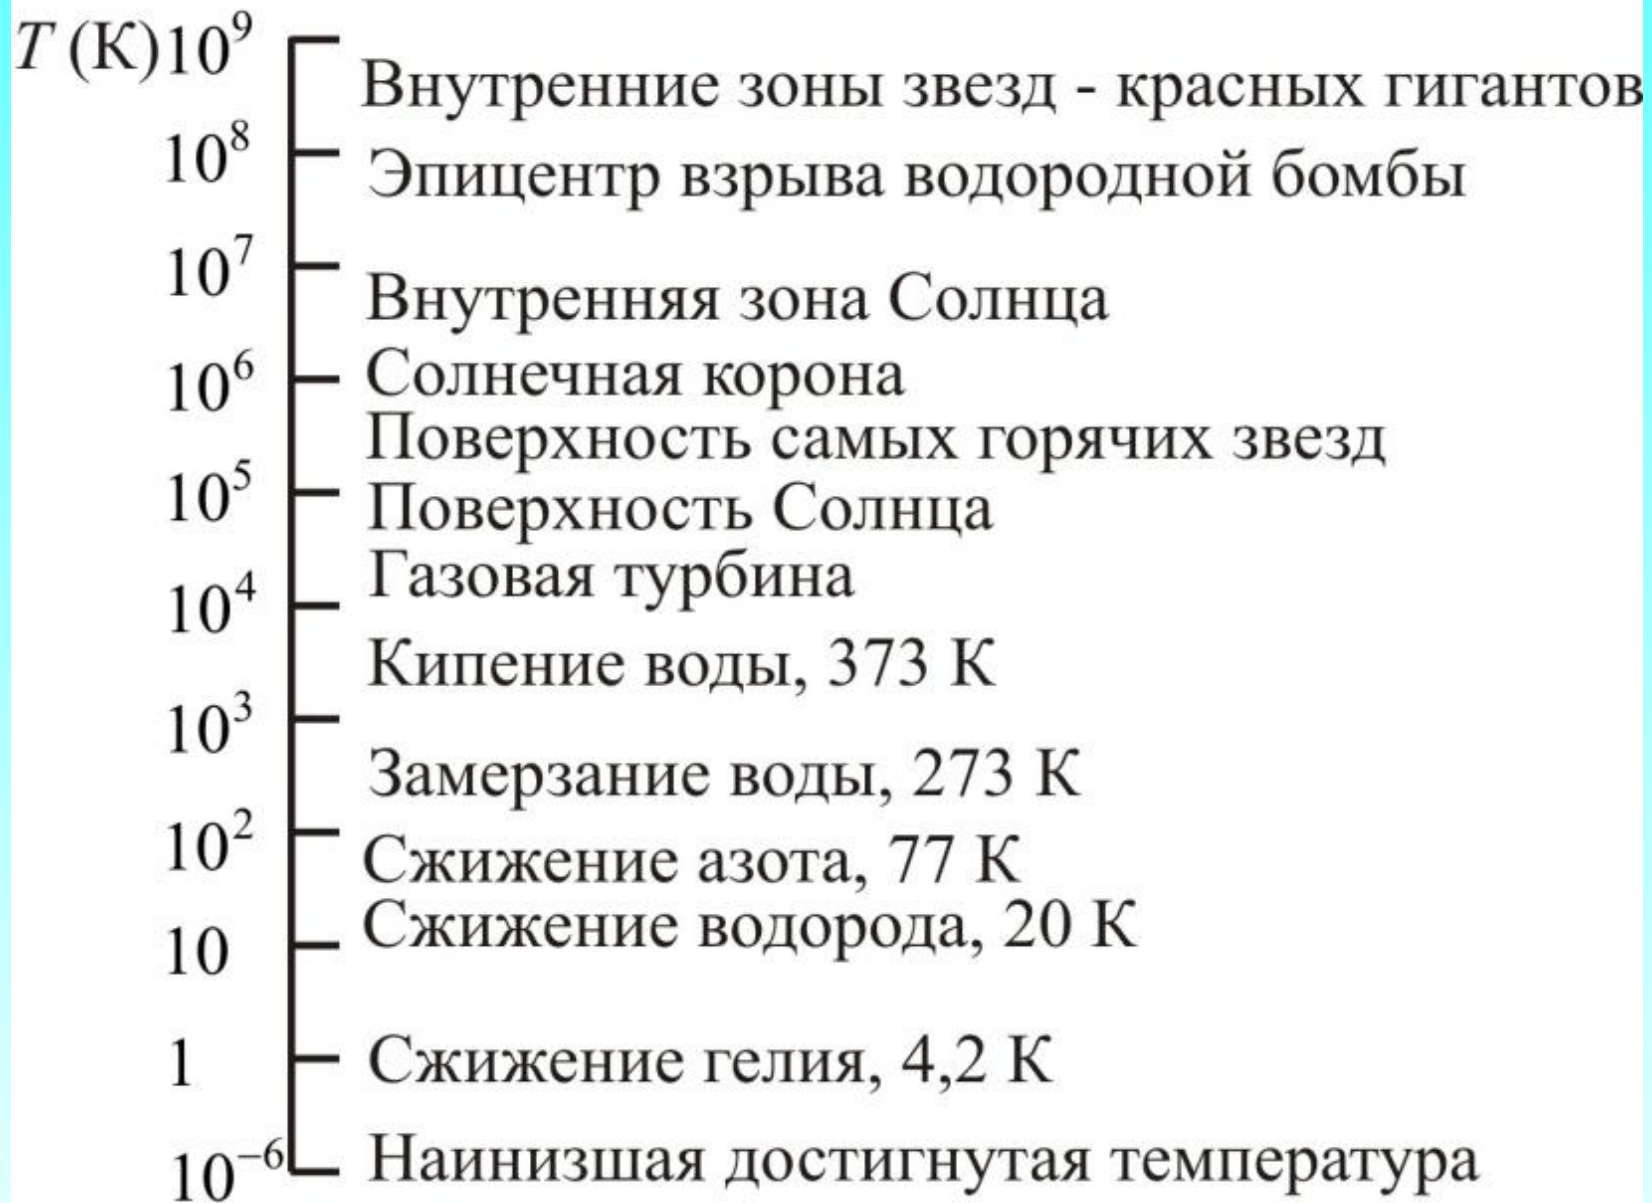 T (К) 10⁹
Внутренние зоны звезд - красных гигантов
10⁸
Эпицентр взрыва водородной бомбы
10⁷
Внутренняя зона Солнца
10⁶
Солнечная корона
Поверхность самых горячих звезд
10⁵
Поверхность Солнца
Газовая турбина
10⁴
Кипение воды, 373 К
10³
Замерзание воды, 273 К
10²
Сжижение азота, 77 К
Сжижение водорода, 20 К
10
1
Сжижение гелия, 4,2 К
10⁻⁶
Наинизшая достигнутая температура